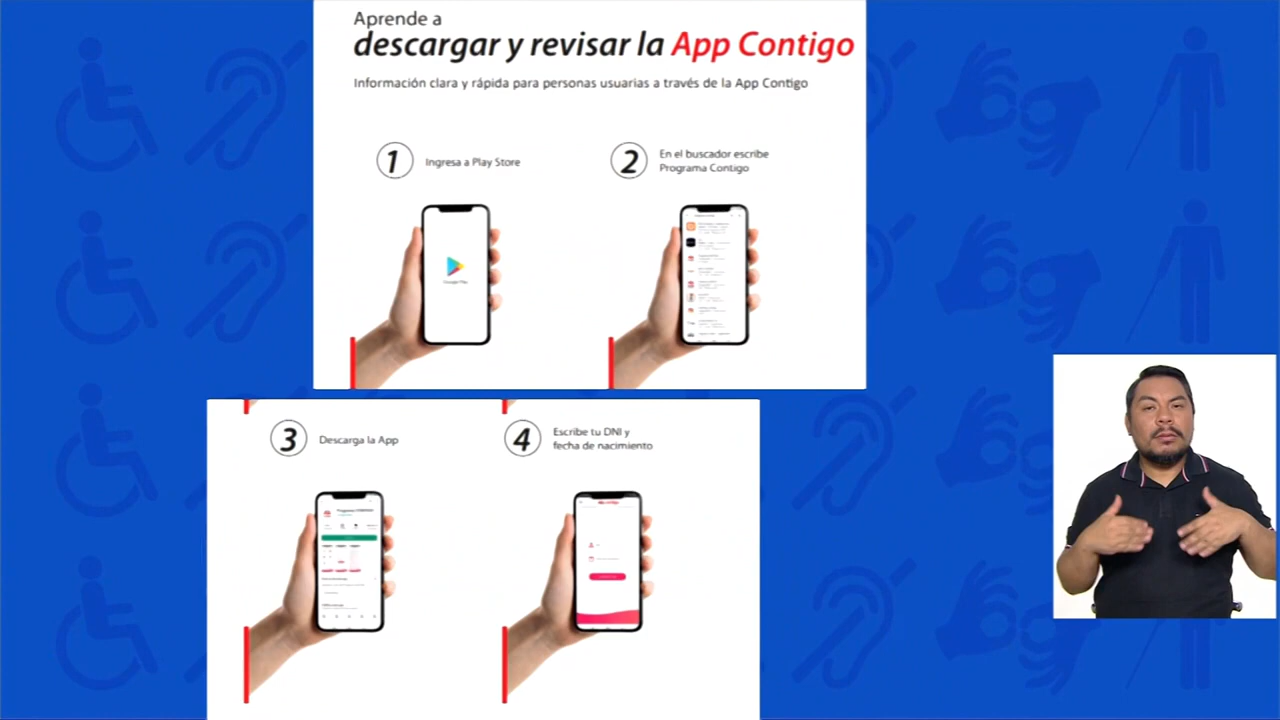 Aprende a
descargar y revisar la App Contigo
Información clara y rápida para personas usuarias a través de la App Contigo
1
Ingresa a Play Store
2
En el buscador escribe
Programa Contigo
Google Play
3
Descarga la App
4
Escribe tu DNI y
fecha de nacimiento